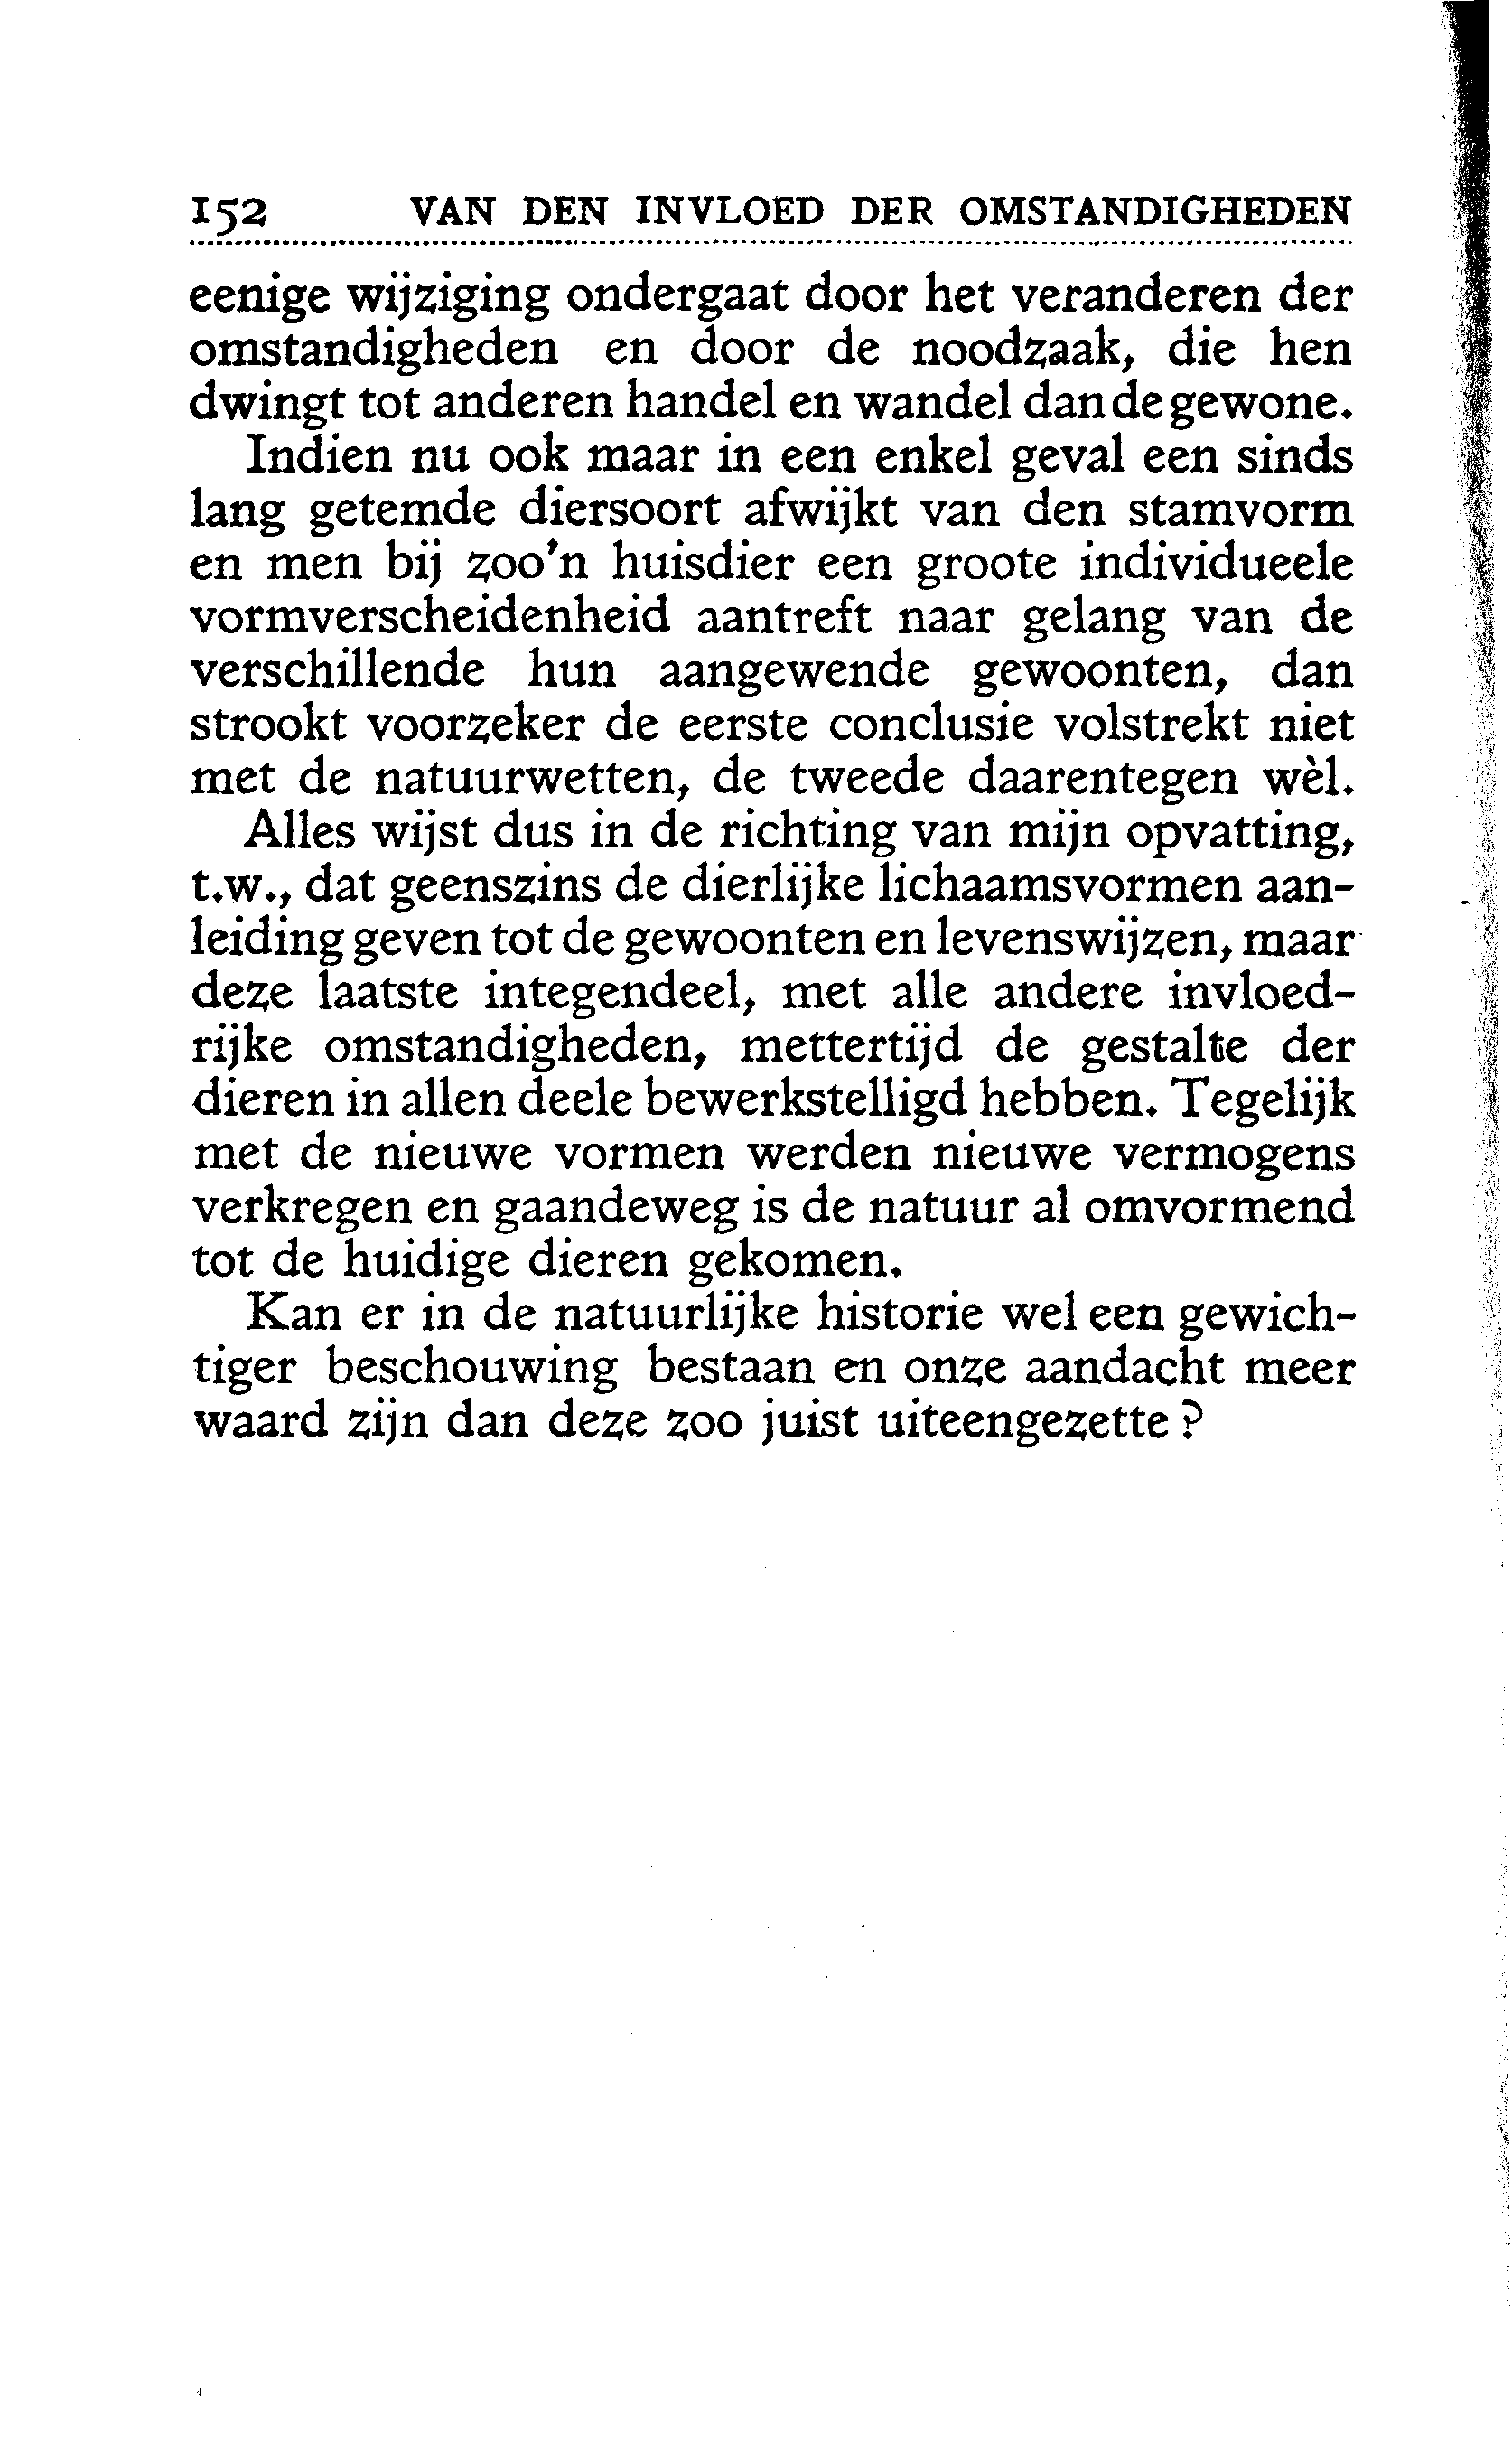 152 VAN DEN INVLOED DER OMSTANDIGHEDEN
eenige wijziging ondergaat door het veranderen der
omstandigheden en door de noodzaak, die hen
dwingt tot anderen handel en wandel dan de gewone.
Indien nu ook maar in een enkel geval een sinds
lang getemde diersoort afwijkt van den stamvorm
en men bij zoo'n huisdier een groote individueele
vormverscheidenheid aantreft naar gelang van de
verschillende hun aangewende gewoonten, dan
strookt voorzeker de eerste conclusie volstrekt niet
met de natuurwetten, de tweede daarentegen wèl.
Alles wijst dus in de richting van mijn opvatting,
t.w., dat geenszins de dierlijke lichaamsvormen aan-
leiding geven tot de gewoonten en levenswijzen, maar
deze laatste integendeel, met alle andere invloed-
rijke omstandigheden, mettertijd de gestalte der
dieren in allen deele bewerkstelligd hebben. Tegelijk
met de nieuwe vormen werden nieuwe vermogens
verkregen en gaandeweg is de natuur al omvormend
tot de huidige dieren gekomen.
Kan er in de natuurlijke historie wel een gewich-
tiger beschouwing bestaan en onze aandacht meer
waard zijn dan deze zoo juist uiteengezette?